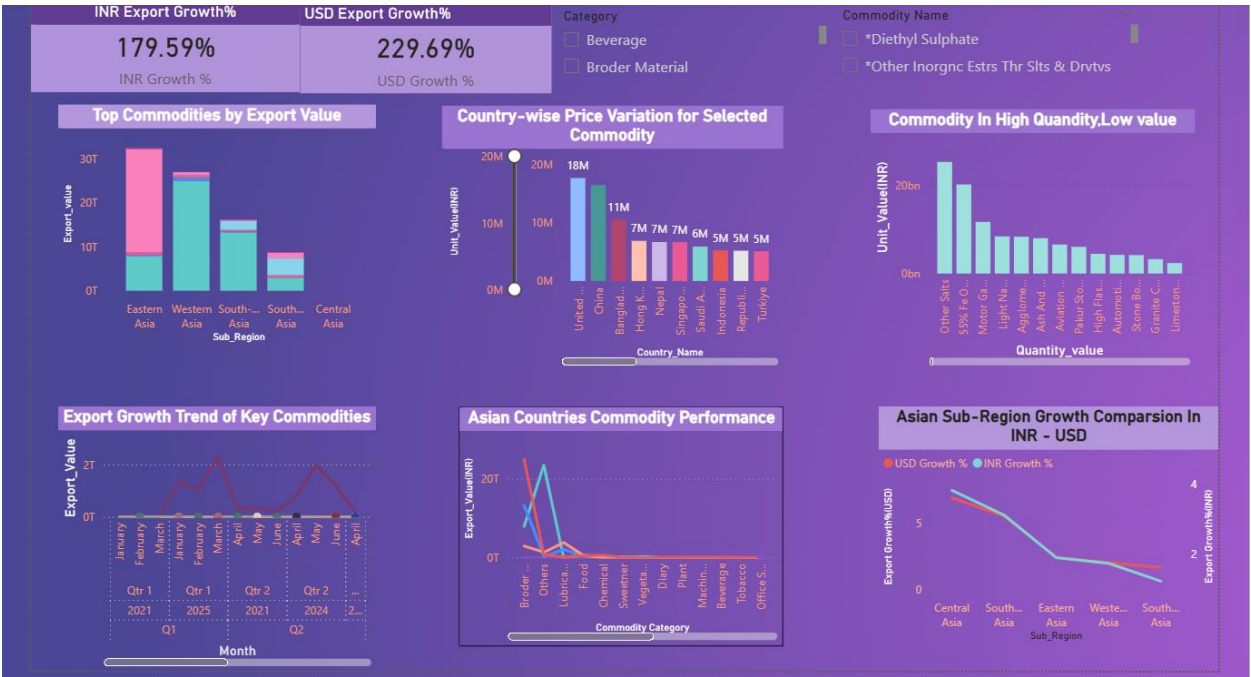 INR Export Growth%
179.59%
INR Growth %
USD Export Growth%
229.69%
USD Growth %
Category
Beverage
Broder Material
Commodity Name
*Diethyl Sulphate
*Other Inorgnc Estrs Thr Slts & Drvtvs
Top Commodities by Export Value
Export_value
30T
20T
10T
0T
Eastern Asia
Western Asia
South-... Asia
South... Asia
Central Asia
Sub_Region
Country-wise Price Variation for Selected
Commodity
20M
10M
0M
Unit_Value(INR)
20M
10M
0M
18M
11M
7M
7M
7M
6M
5M
5M
5M
United ...
China
Banglad...
Hong K...
Nepal
Singapo...
Saudi A...
Indonesia
Republi...
Turkiye
Country_Name
Commodity In High Quandity,Low value
Unit_Value(INR)
20bn
0bn
Other Salts
55% Fe O...
Motor Ga...
Light Na...
Agglome...
Ash And ...
Aviation ...
Pakur Sto...
High Flas...
Automoti...
Stone Bo...
Granite C...
Limeston...
Quantity_value
Export Growth Trend of Key Commodities
Export_Value
2T
0T
January
February
March
January
February
March
April
May
June
April
May
June
April
Qtr 1
Qtr 1
Qtr 2
Qtr 2
...
2021
2025
2021
2024
2...
Q1
Q2
Month
Asian Countries Commodity Performance
Export_Value(INR)
20T
0T
Broder ...
Others
Lubrica...
Food
Chemical
Sweetner
Vegeta...
Diary
Plant
Machin...
Beverage
Tobacco
Office S...
Commodity Category
Asian Sub-Region Growth Comparsion In
INR - USD
USD Growth %
INR Growth %
Export Growth%(USD)
5
0
4
2
Export Growth%(INR)
Central Asia
South... Asia
Eastern Asia
Weste... Asia
South... Asia
Sub_Region